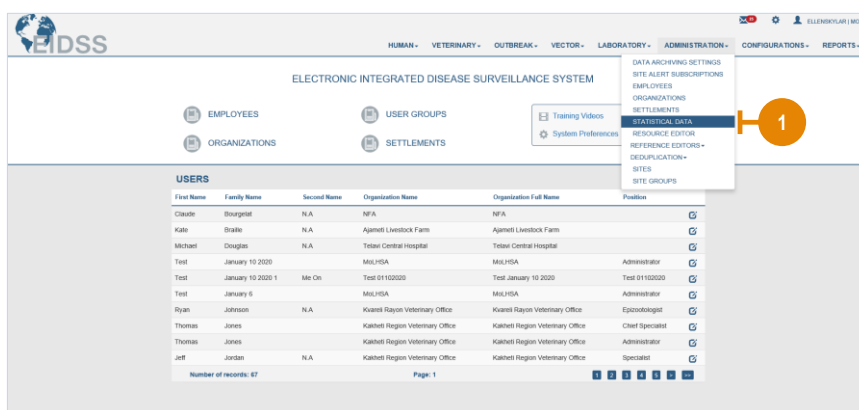 EIDSS
21
ELLENSKYLAR | MO
HUMAN VETERINARY OUTBREAK VECTOR LABORATORY ADMINISTRATION CONFIGURATIONS REPORTS
DATA ARCHIVING SETTINGS
SITE ALERT SUBSCRIPTIONS
EMPLOYEES
ORGANIZATIONS
SETTLEMENTS
STATISTICAL DATA
RESOURCE EDITOR
REFERENCE EDITORS
DEDUPLICATION
SITES
SITE GROUPS
1
ELECTRONIC INTEGRATED DISEASE SURVEILLANCE SYSTEM
EMPLOYEES USER GROUPS
ORGANIZATIONS SETTLEMENTS
Training Videos
System Preferences
USERS
First Name Family Name Second Name Organization Name Organization Full Name Position
Claude Bourgelat N.A NFA NFA
Kate Braille N.A Ajameti Livestock Farm Ajameti Livestock Farm
Michael Douglas N.A Telavi Central Hospital Telavi Central Hospital
Test January 10 2020 MoLHSA MoLHSA Administrator
Test January 10 2020 1 Me On Test 01102020 Test January 10 2020 Test 01102020
Test January 6 MoLHSA MoLHSA Administrator
Ryan Johnson N.A Kvareli Rayon Veterinary Office Kvareli Rayon Veterinary Office Epizootologist
Thomas Jones Kakheti Region Veterinary Office Kakheti Region Veterinary Office Chief Specialist
Thomas Jones Kakheti Region Veterinary Office Kakheti Region Veterinary Office Administrator
Jeff Jordan N.A Kakheti Region Veterinary Office Kakheti Region Veterinary Office Specialist
Number of records: 67 Page: 1 1 2 3 4 5 > >>